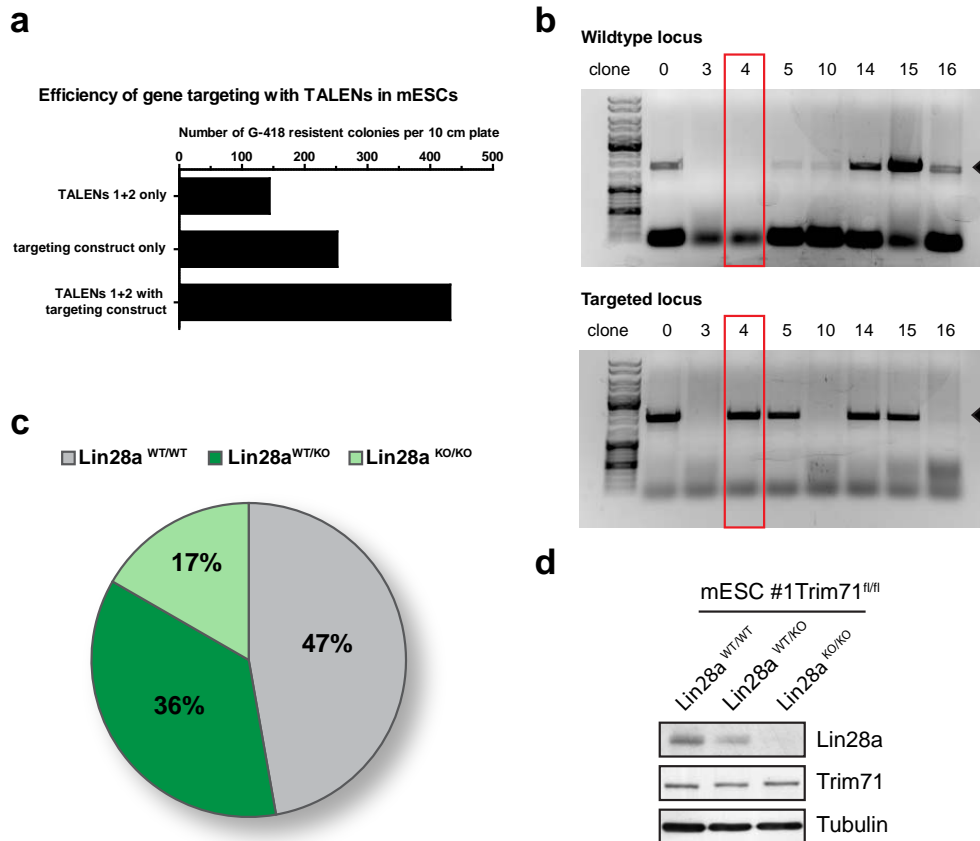 a
Efficiency of gene targeting with TALENs in mESCs
Number of G-418 resistent colonies per 10 cm plate
0 100 200 300 400 500
TALENs 1+2 only
targeting construct only
TALENs 1+2 with
targeting construct
b
Wildtype locus
clone 0 3 4 5 10 14 15 16
Targeted locus
clone 0 3 4 5 10 14 15 16
c
Lin28a WT/WT Lin28a WT/KO Lin28a KO/KO
17%
47%
36%
d
mESC #1Trim71 fl/fl
Lin28a WT/WT
Lin28a WT/KO
Lin28a KO/KO
Lin28a
Trim71
Tubulin